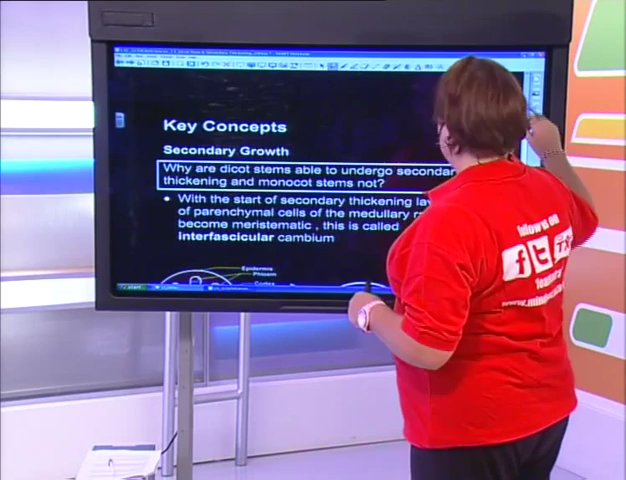 Key Concepts
Secondary Growth
Why are dicot stems able to undergo secondar
thickening and monocot stems not?
• With the start of secondary thickening
of parenchymal cells of the medullary
become meristematic , this is called
interfascicular cambium
Epidermis
Phloem
Cortex
start
follow us on
f t